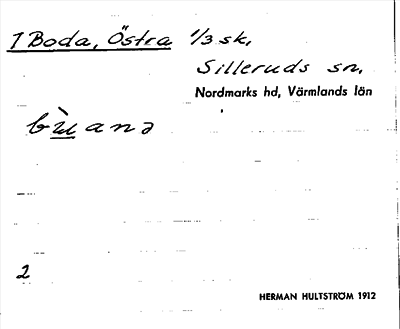 1 Boda, Östra 1/3 sk,
Silleruds sn,
Nordmarks hd, Värmlands län
2
HERMAN HULTSTRÖM 1912